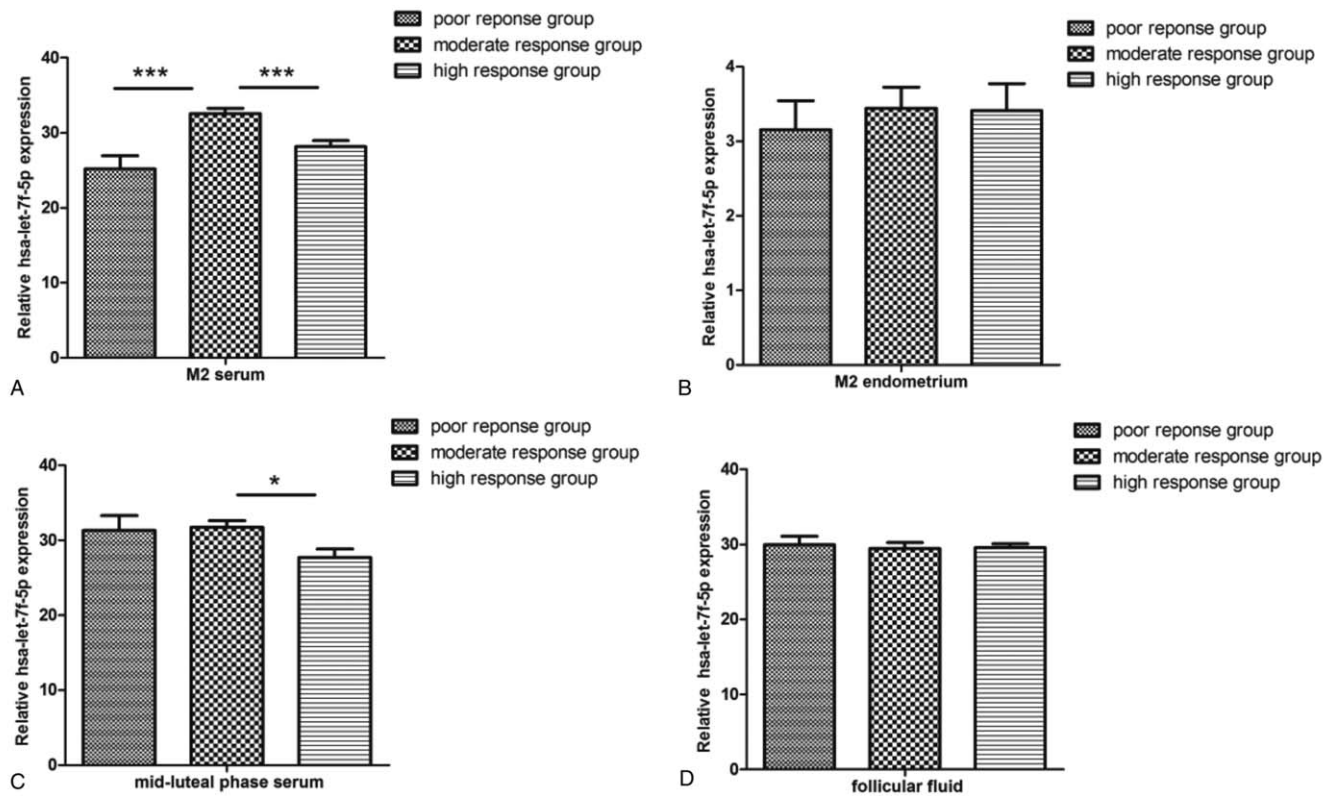 poor reponse group
moderate response group
high response group
***
***
40
30
20
10
0
Relative hsa-let-7f-5p expression
M2 serum
A
poor reponse group
moderate response group
high response group
4
3
2
1
0
Relative hsa-let-7f-5p expression
M2 endometrium
B
poor reponse group
moderate response group
high response group
*
40
30
20
10
0
Relative hsa-let-7f-5p expression
mid-luteal phase serum
C
poor reponse group
moderate response group
high response group
40
30
20
10
0
Relative hsa-let-7f-5p expression
follicular fluid
D